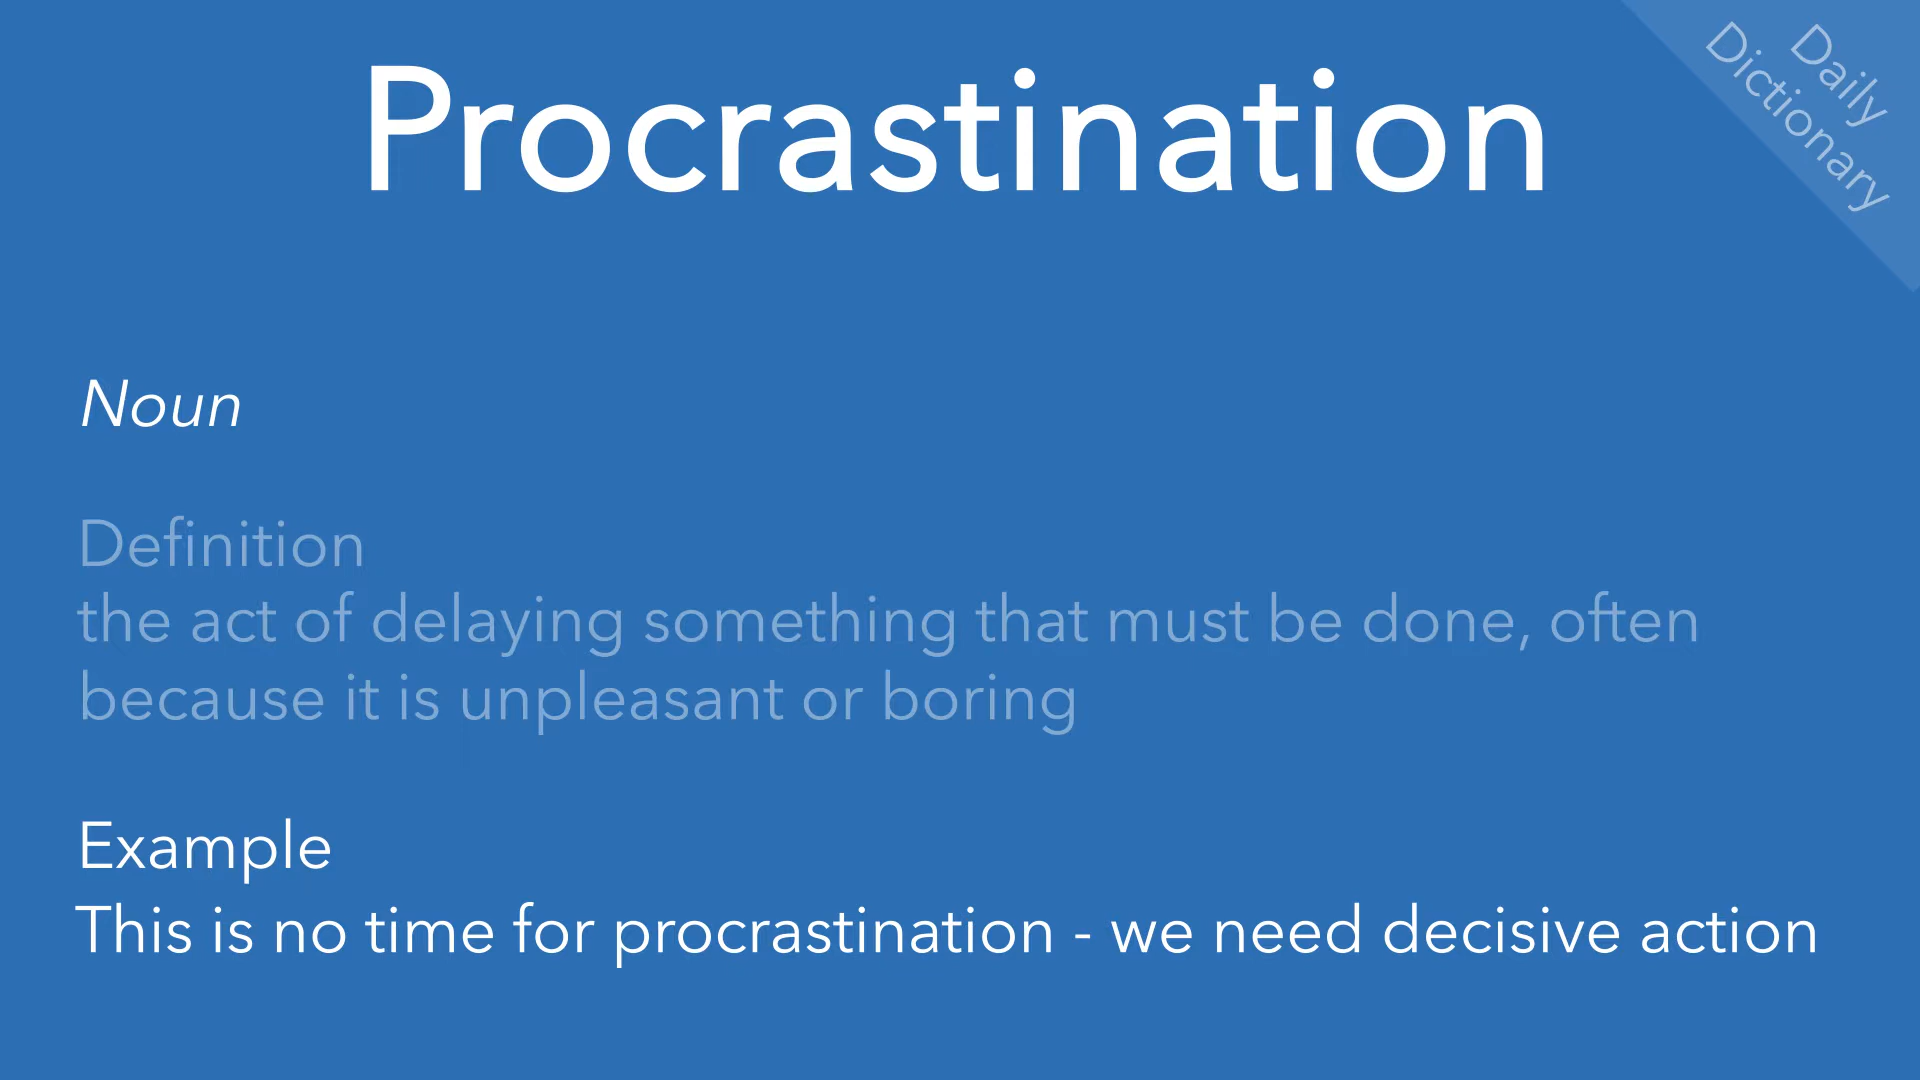 Procrastination
Daily
Dictionary
Noun
Definition
the act of delaying something that must be done, often
because it is unpleasant or boring
Example
This is no time for procrastination - we need decisive action